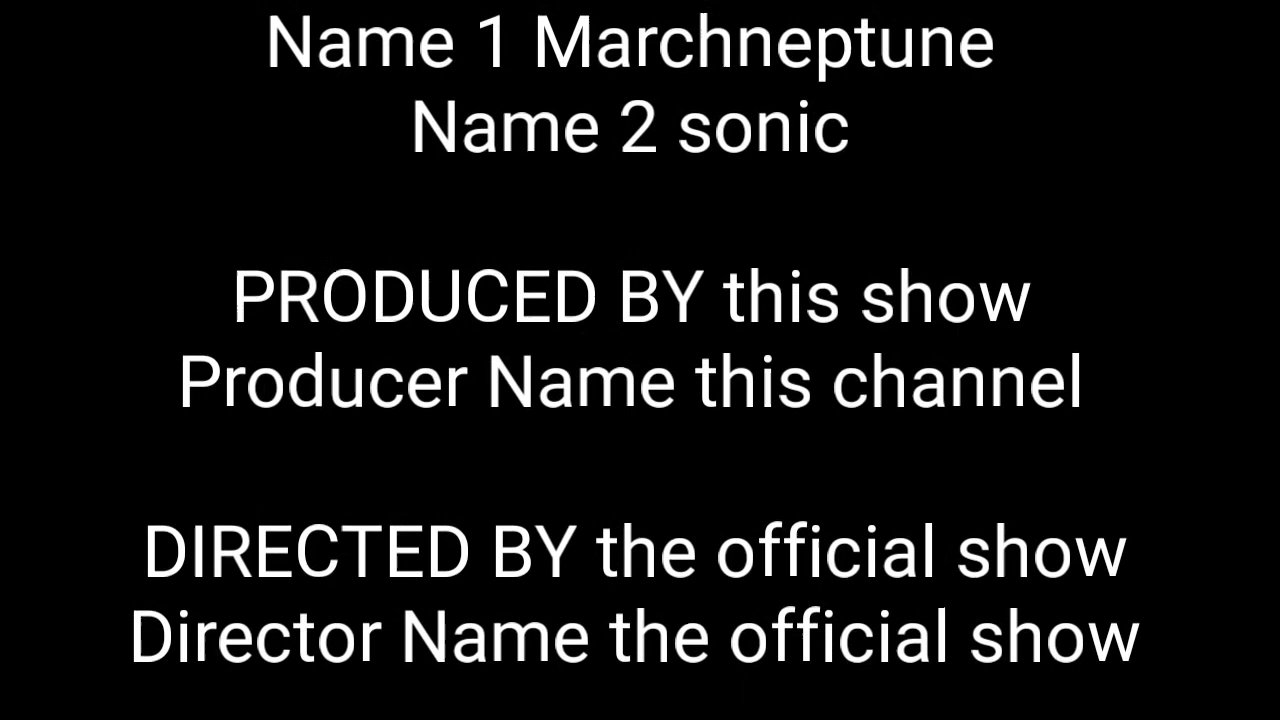 Name 1 Marchneptune
Name 2 sonic
PRODUCED BY this show
Producer Name this channel
DIRECTED BY the official show
Director Name the official show